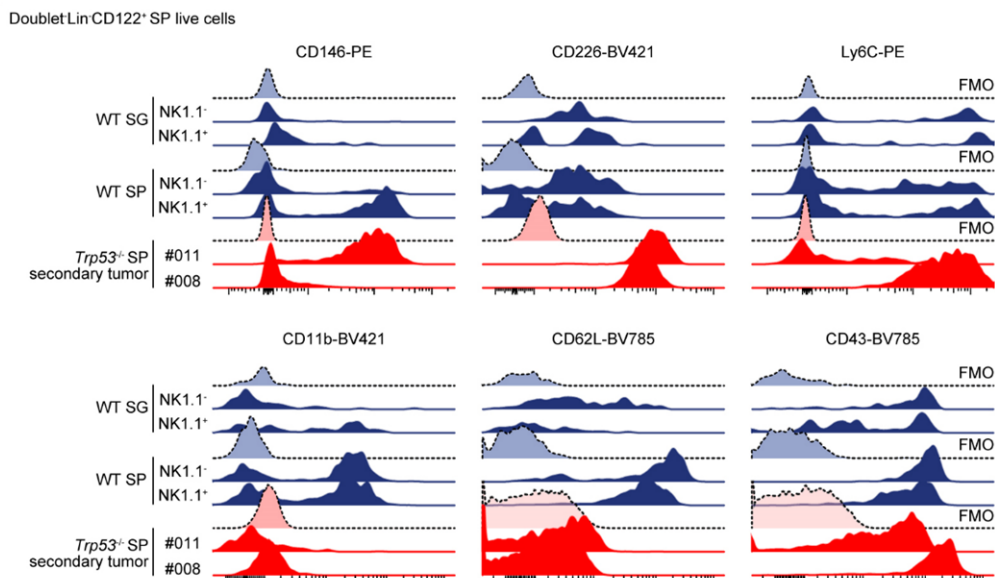 Doublet⁻Lin⁻CD122⁺ SP live cells
CD146-PE
CD226-BV421
Ly6C-PE
FMO
WT SG
NK1.1⁻
NK1.1⁺
FMO
WT SP
NK1.1⁻
NK1.1⁺
FMO
Trp53⁻/⁻ SP
secondary tumor
#011
#008
CD11b-BV421
CD62L-BV785
CD43-BV785
FMO
WT SG
NK1.1⁻
NK1.1⁺
FMO
WT SP
NK1.1⁻
NK1.1⁺
FMO
Trp53⁻/⁻ SP
secondary tumor
#011
#008